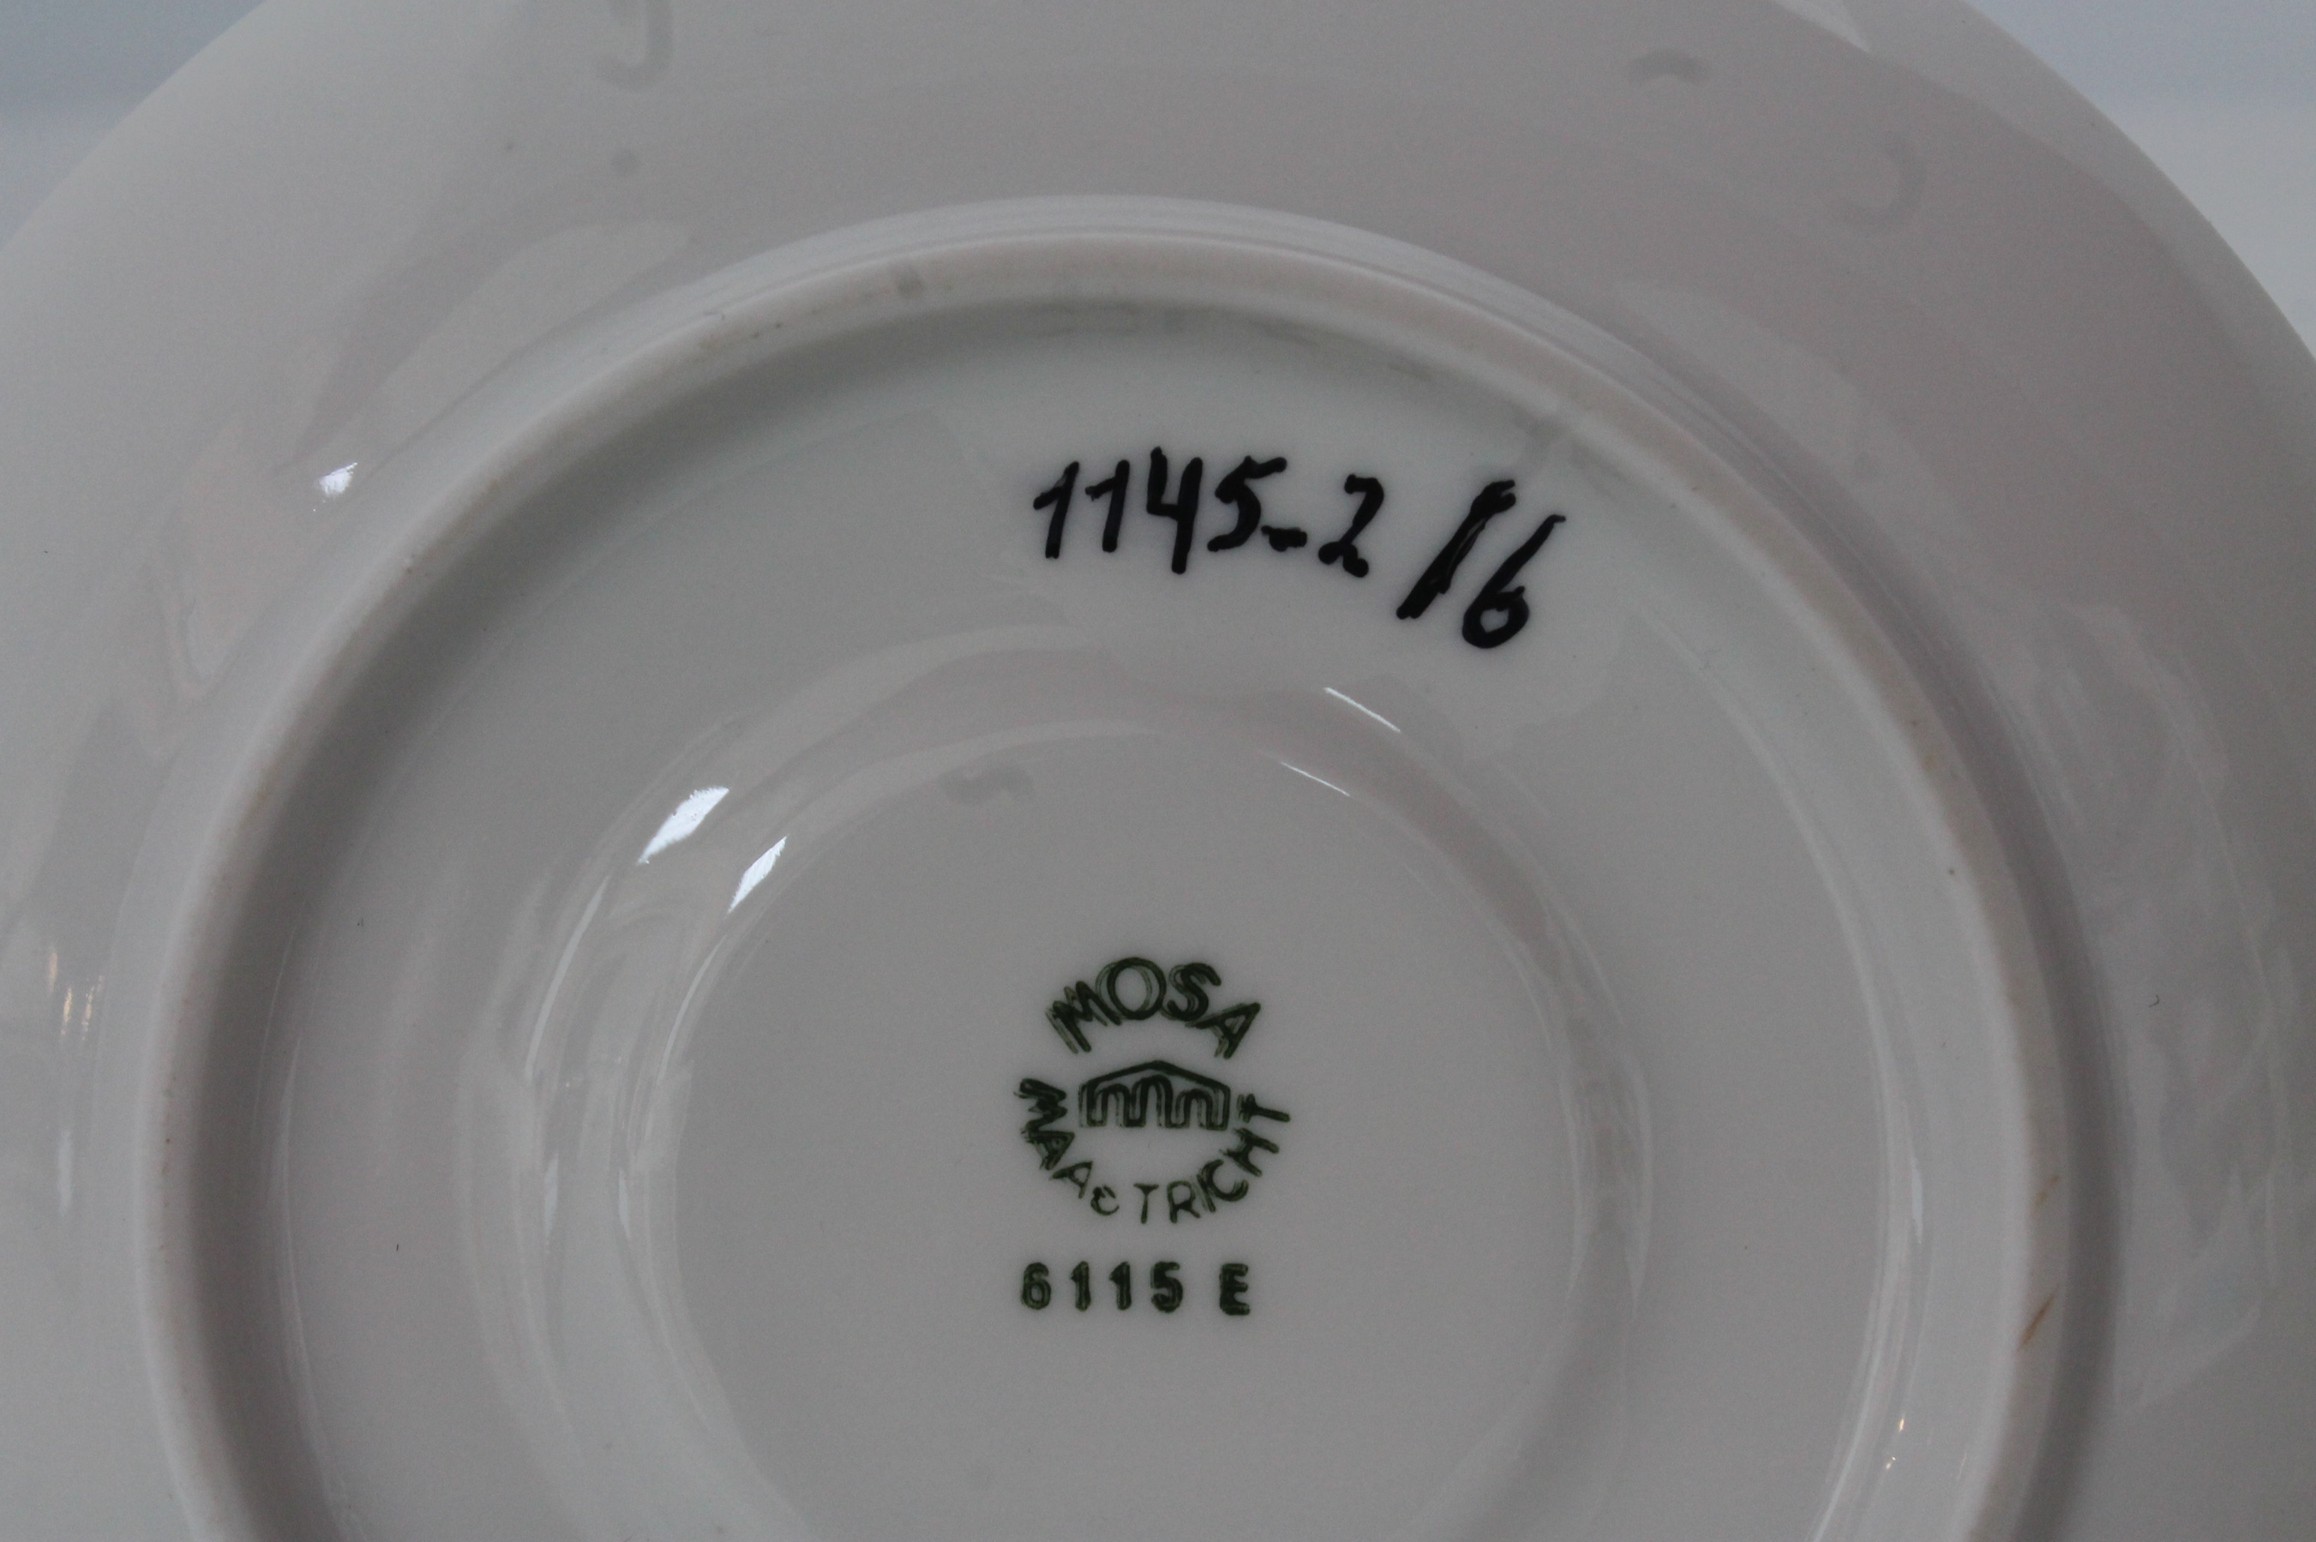 1145-2/6
MOSA
MAASTRICHT
6115 E